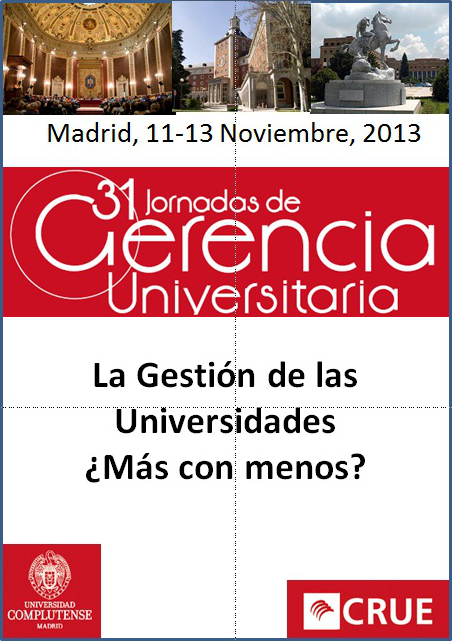 Madrid, 11-13 Noviembre, 2013
31 Jornadas de
Gerencia
Universitaria
La Gestión de las
Universidades
¿Más con menos?
UNIVERSIDAD
COMPLUTENSE
MADRID
CRUE